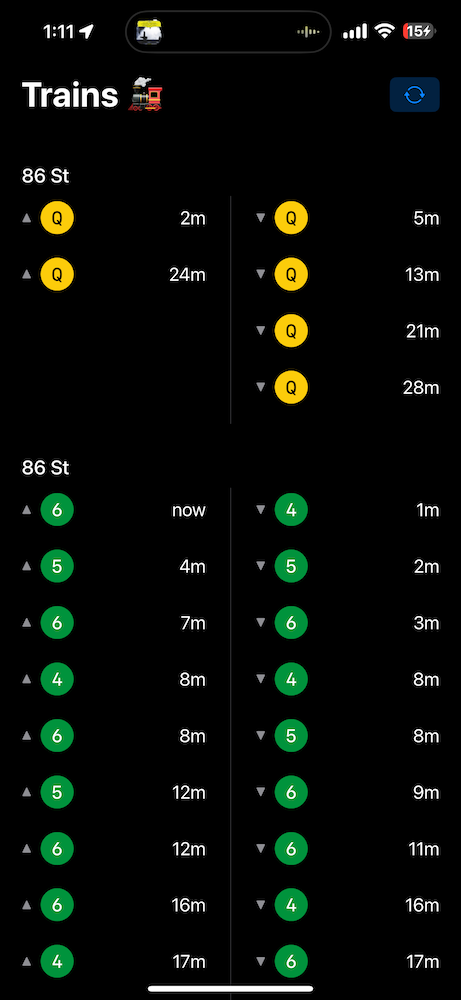 1:11
15
Trains
86 St
Q 2m
Q 5m
Q 24m
Q 13m
Q 21m
Q 28m
86 St
6 now
4 1m
5 4m
5 2m
6 7m
6 3m
4 8m
4 8m
6 8m
5 8m
5 12m
6 9m
6 12m
6 11m
6 16m
4 16m
4 17m
6 17m